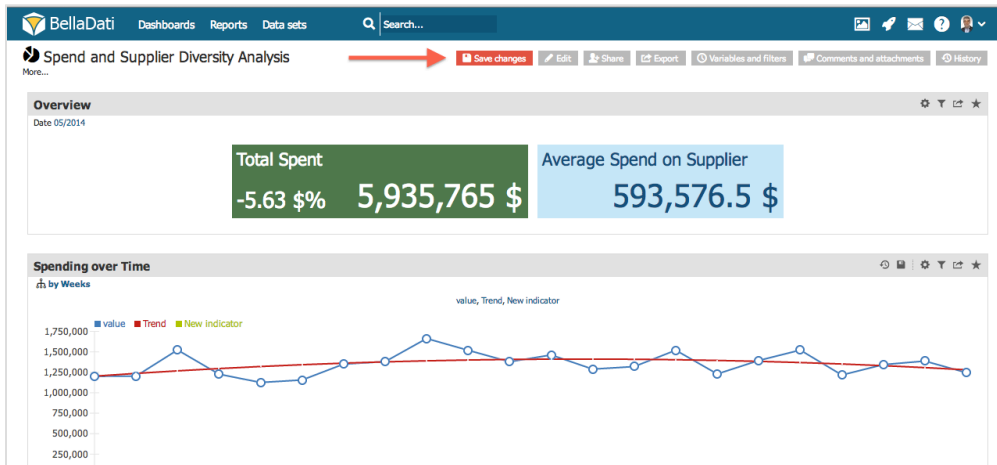 BellaDati Dashboards Reports Data sets Search...
Spend and Supplier Diversity Analysis Save changes Edit Share Export Variables and filters Comments and attachments History
More...
Overview
Date 05/2014
Total Spent Average Spend on Supplier
-5.63 $% 5,935,765 $ 593,576.5 $
Spending over Time
by Weeks
value, Trend, New indicator
value Trend New indicator
1,750,000
1,500,000
1,250,000
1,000,000
750,000
500,000
250,000